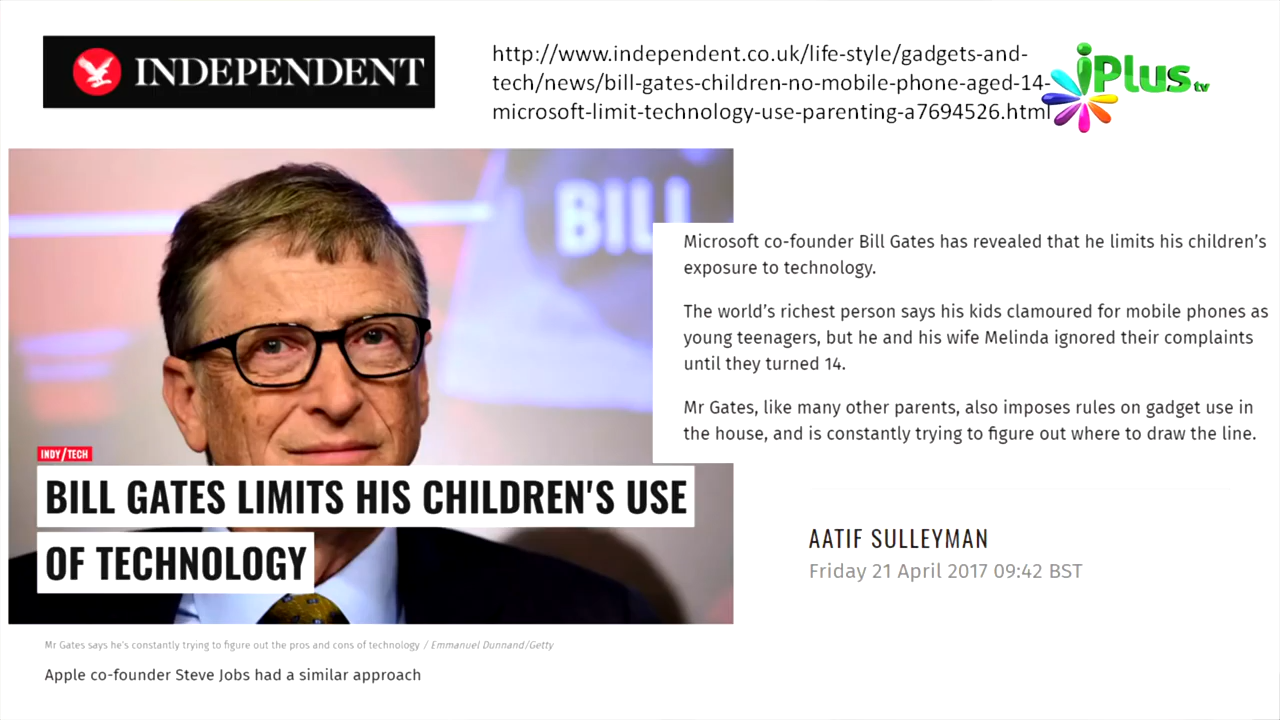 INDEPENDENT
http://www.independent.co.uk/life-style/gadgets-and-
tech/news/bill-gates-children-no-mobile-phone-aged-14-
microsoft-limit-technology-use-parenting-a7694526.html
iPlus tv
BILL
Microsoft co-founder Bill Gates has revealed that he limits his children’s
exposure to technology.
The world’s richest person says his kids clamoured for mobile phones as
young teenagers, but he and his wife Melinda ignored their complaints
until they turned 14.
Mr Gates, like many other parents, also imposes rules on gadget use in
the house, and is constantly trying to figure out where to draw the line.
INDY/TECH
BILL GATES LIMITS HIS CHILDREN'S USE
OF TECHNOLOGY
AATIF SULLEYMAN
Friday 21 April 2017 09:42 BST
Mr Gates says he's constantly trying to figure out the pros and cons of technology / Emmanuel Dunnand/Getty
Apple co-founder Steve Jobs had a similar approach